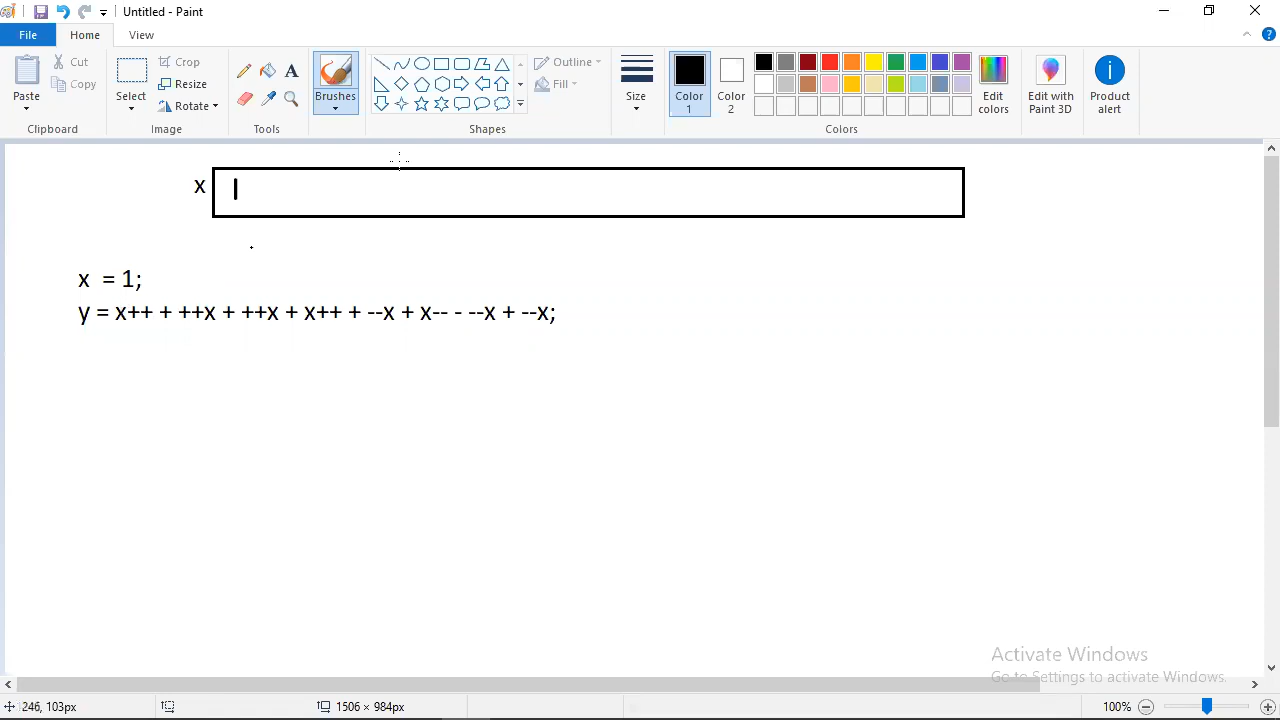 Untitled - Paint
File Home View
Paste Cut Copy Select Crop Resize Rotate Brushes Outline Fill Size Color 1 Color 2 Edit colors Edit with Paint 3D Product alert
Clipboard Image Tools Shapes Colors
x 1
x = 1;
y = x++ + ++x + ++x + x++ + --x + x-- - --x + --x;
Activate Windows
Go to Settings to activate Windows.
246, 103px 1506 × 984px 100%